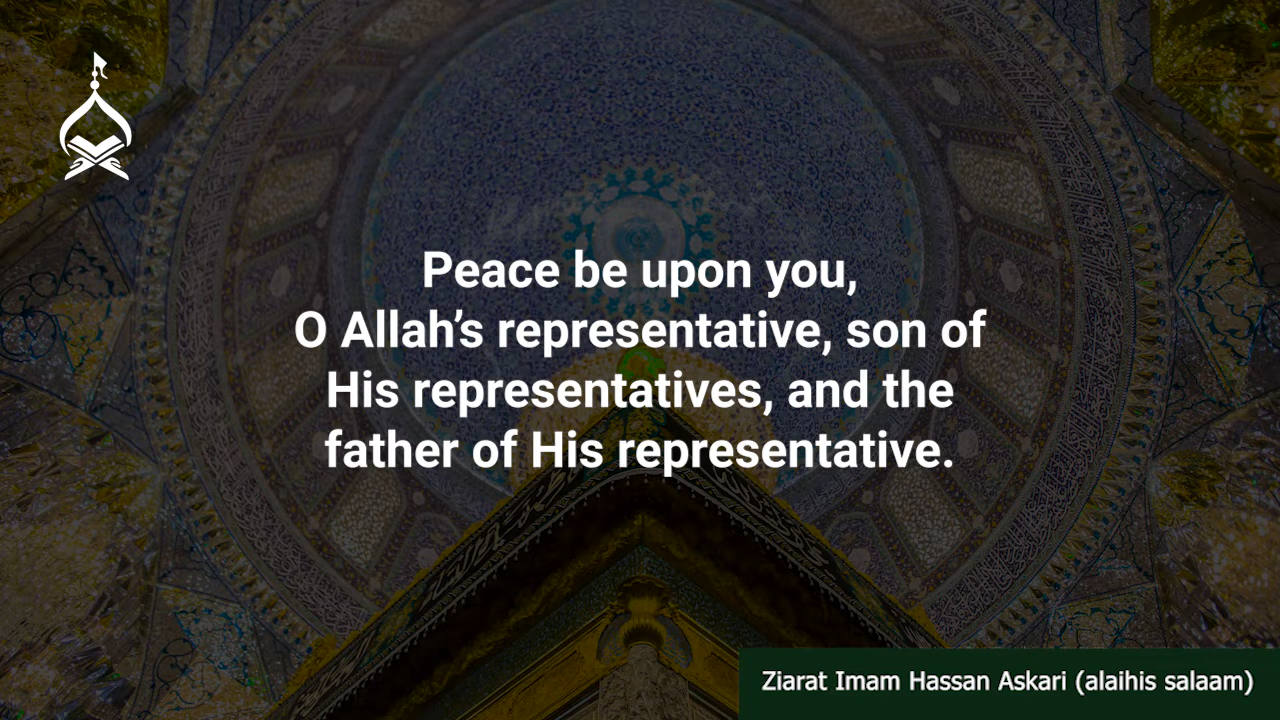 Peace be upon you,
O Allah’s representative, son of
His representatives, and the
father of His representative.
Ziarat Imam Hassan Askari (alaihis salaam)